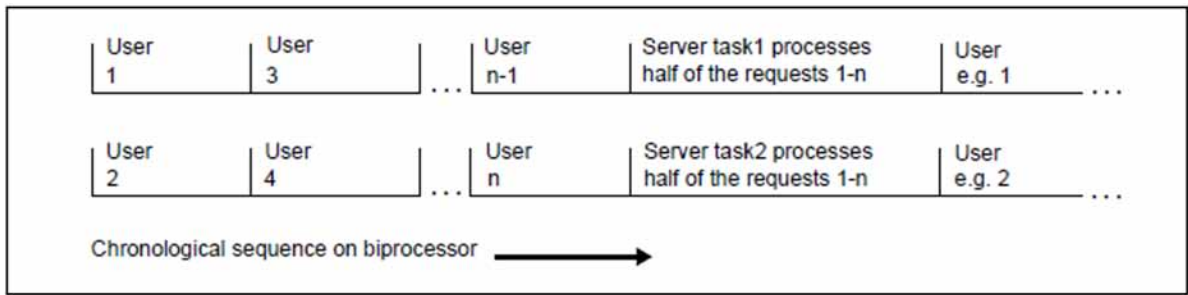 User User User Server task1 processes User
1 3 ... n-1 half of the requests 1-n e.g. 1 ...
User User User Server task2 processes User
2 4 ... n half of the requests 1-n e.g. 2 ...
Chronological sequence on biprocessor